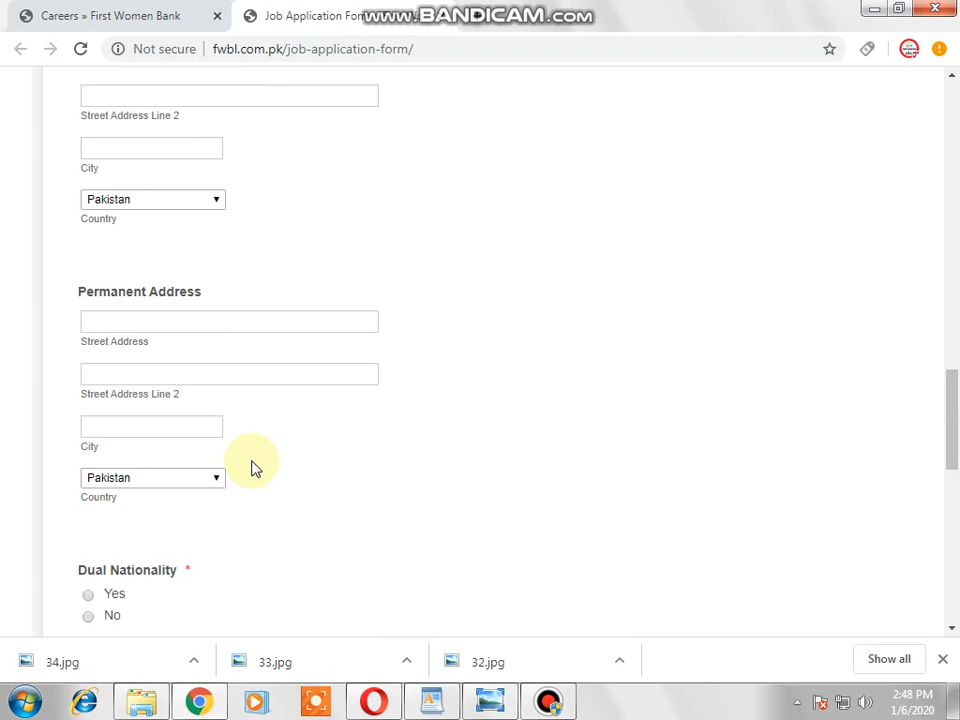 Careers » First Women Bank
Job Application For
www.BANDICAM.com
Not secure
fwbl.com.pk/job-application-form/
Street Address Line 2
City
Pakistan
Country
Permanent Address
Street Address
Street Address Line 2
City
Pakistan
Country
Dual Nationality *
Yes
No
34.jpg
33.jpg
32.jpg
Show all
2:48 PM
1/6/2020